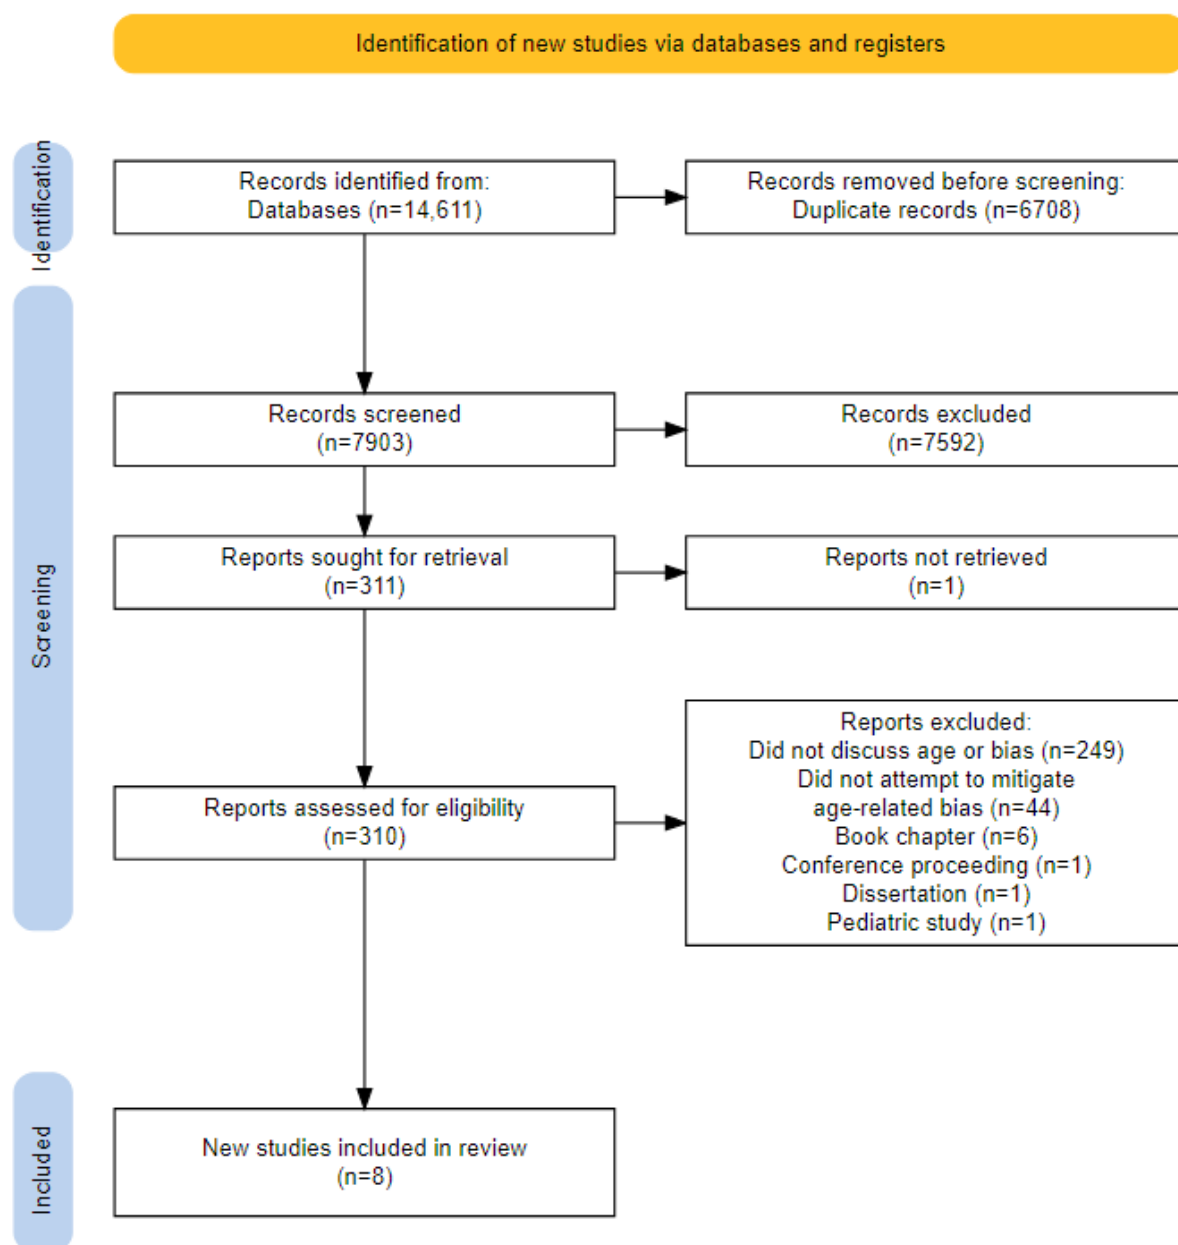 Identification of new studies via databases and registers
Identification
Records identified from:
Databases (n=14,611)
Records removed before screening:
Duplicate records (n=6708)
Screening
Records screened
(n=7903)
Records excluded
(n=7592)
Reports sought for retrieval
(n=311)
Reports not retrieved
(n=1)
Reports assessed for eligibility
(n=310)
Reports excluded:
Did not discuss age or bias (n=249)
Did not attempt to mitigate
age-related bias (n=44)
Book chapter (n=6)
Conference proceeding (n=1)
Dissertation (n=1)
Pediatric study (n=1)
Included
New studies included in review
(n=8)